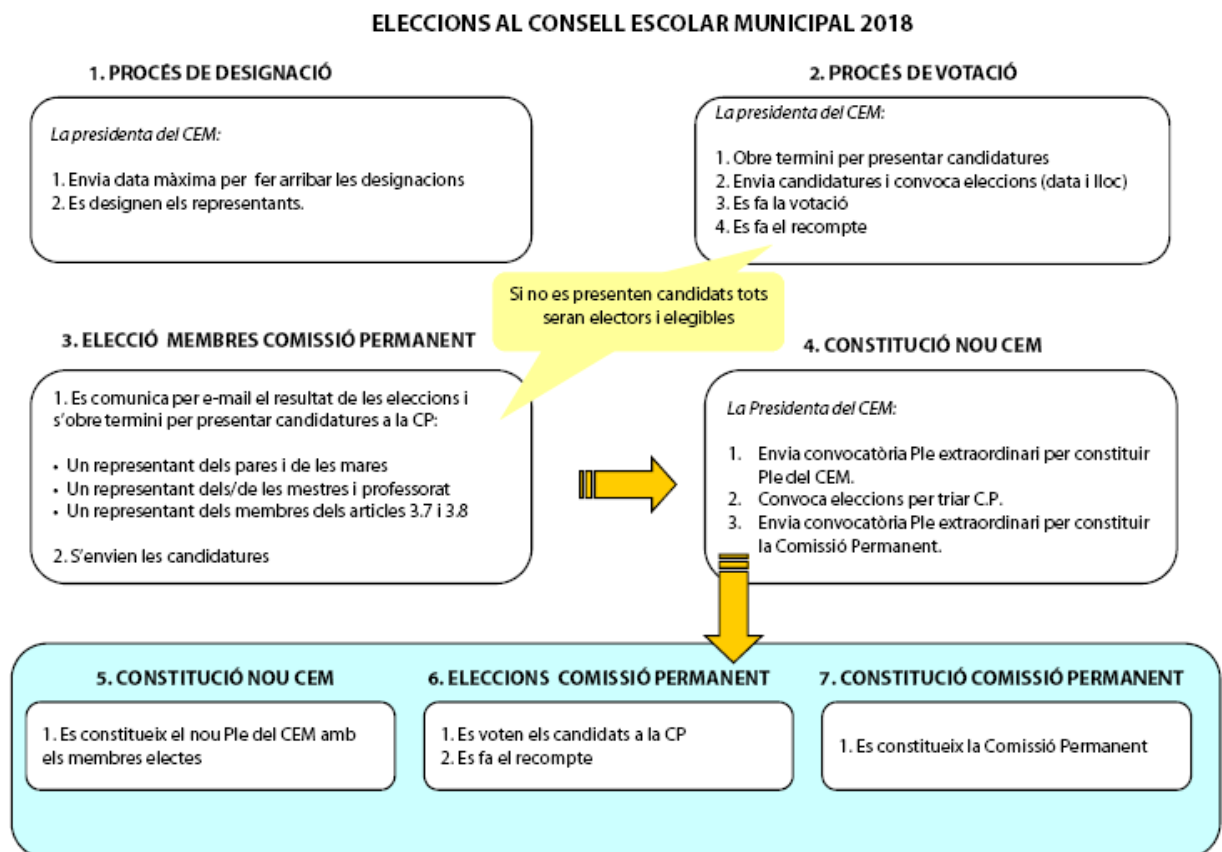 ELECCIONS AL CONSELL ESCOLAR MUNICIPAL 2018
1. PROCÉS DE DESIGNACIÓ
La presidenta del CEM:
1. Envia data màxima per fer arribar les designacions
2. Es designen els representants.
2. PROCÉS DE VOTACIÓ
La presidenta del CEM:
1. Obre termini per presentar candidatures
2. Envia candidatures i convoca eleccions (data i lloc)
3. Es fa la votació
4. Es fa el recompte
Si no es presenten candidats tots
seran electors i elegibles
3. ELECCIÓ MEMBRES COMISSIÓ PERMANENT
1. Es comunica per e-mail el resultat de les eleccions i
s'obre termini per presentar candidatures a la CP:
• Un representant dels pares i de les mares
• Un representant dels/de les mestres i professorat
• Un representant dels membres dels articles 3.7 i 3.8
2. S'envien les candidatures
4. CONSTITUCIÓ NOU CEM
La Presidenta del CEM:
1. Envia convocatòria Ple extraordinari per constituir
Ple del CEM.
2. Convoca eleccions per triar C.P.
3. Envia convocatòria Ple extraordinari per constituir
la Comissió Permanent.
5. CONSTITUCIÓ NOU CEM
1. Es constitueix el nou Ple del CEM amb
els membres electes
6. ELECCIONS COMISSIÓ PERMANENT
1. Es voten els candidats a la CP
2. Es fa el recompte
7. CONSTITUCIÓ COMISSIÓ PERMANENT
1. Es constitueix la Comissió Permanent